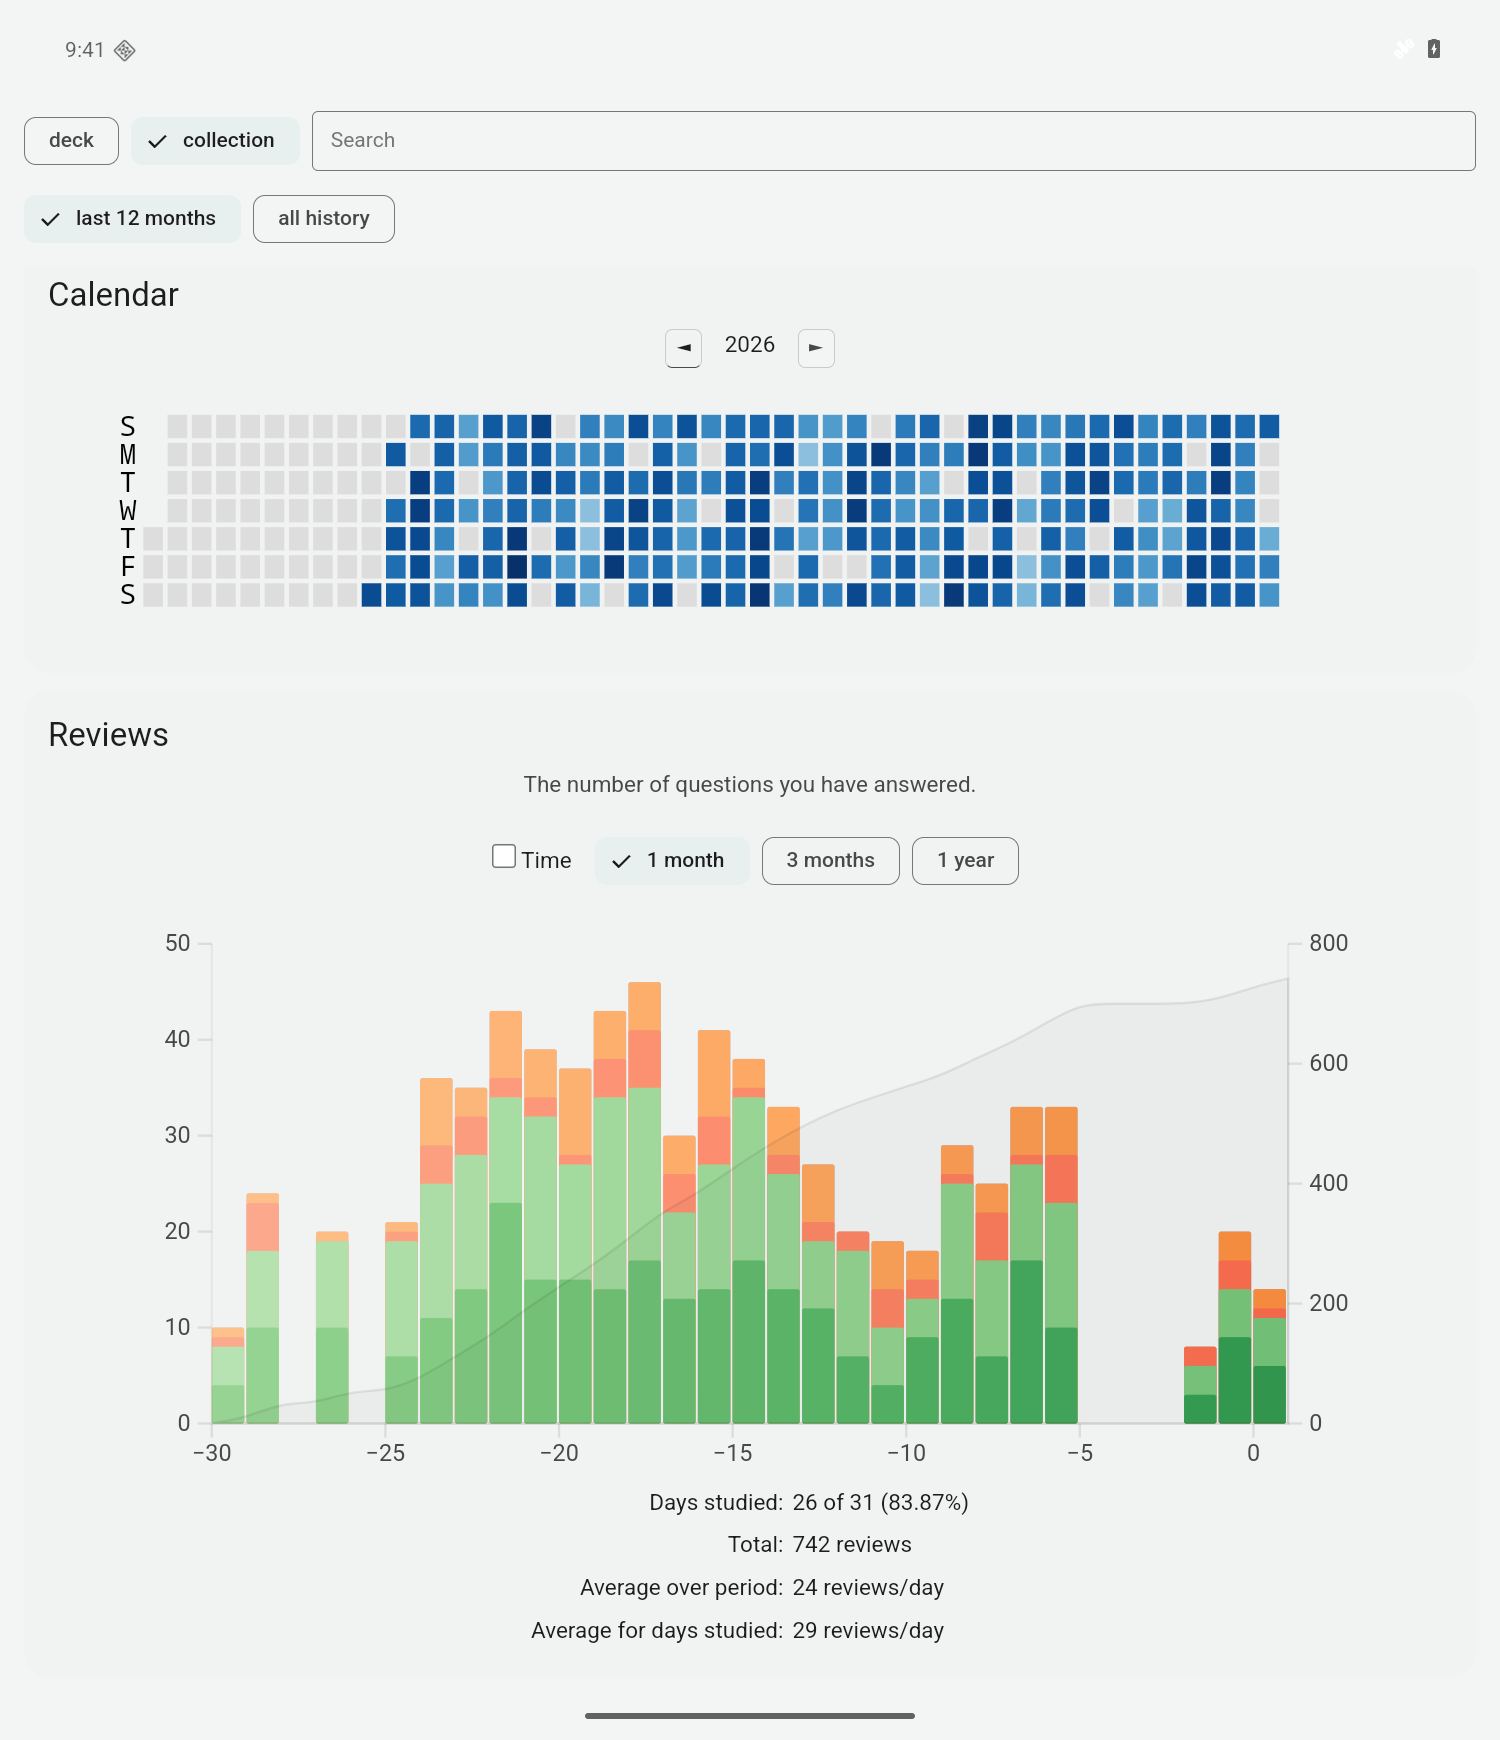 9:41
deck
collection
Search
last 12 months
all history
Calendar
◄ 2026 ►
S
M
T
W
T
F
S
Reviews
The number of questions you have answered.
Time
1 month
3 months
1 year
50
40
30
20
10
0
800
600
400
200
0
−30 −25 −20 −15 −10 −5 0
Days studied: 26 of 31 (83.87%)
Total: 742 reviews
Average over period: 24 reviews/day
Average for days studied: 29 reviews/day